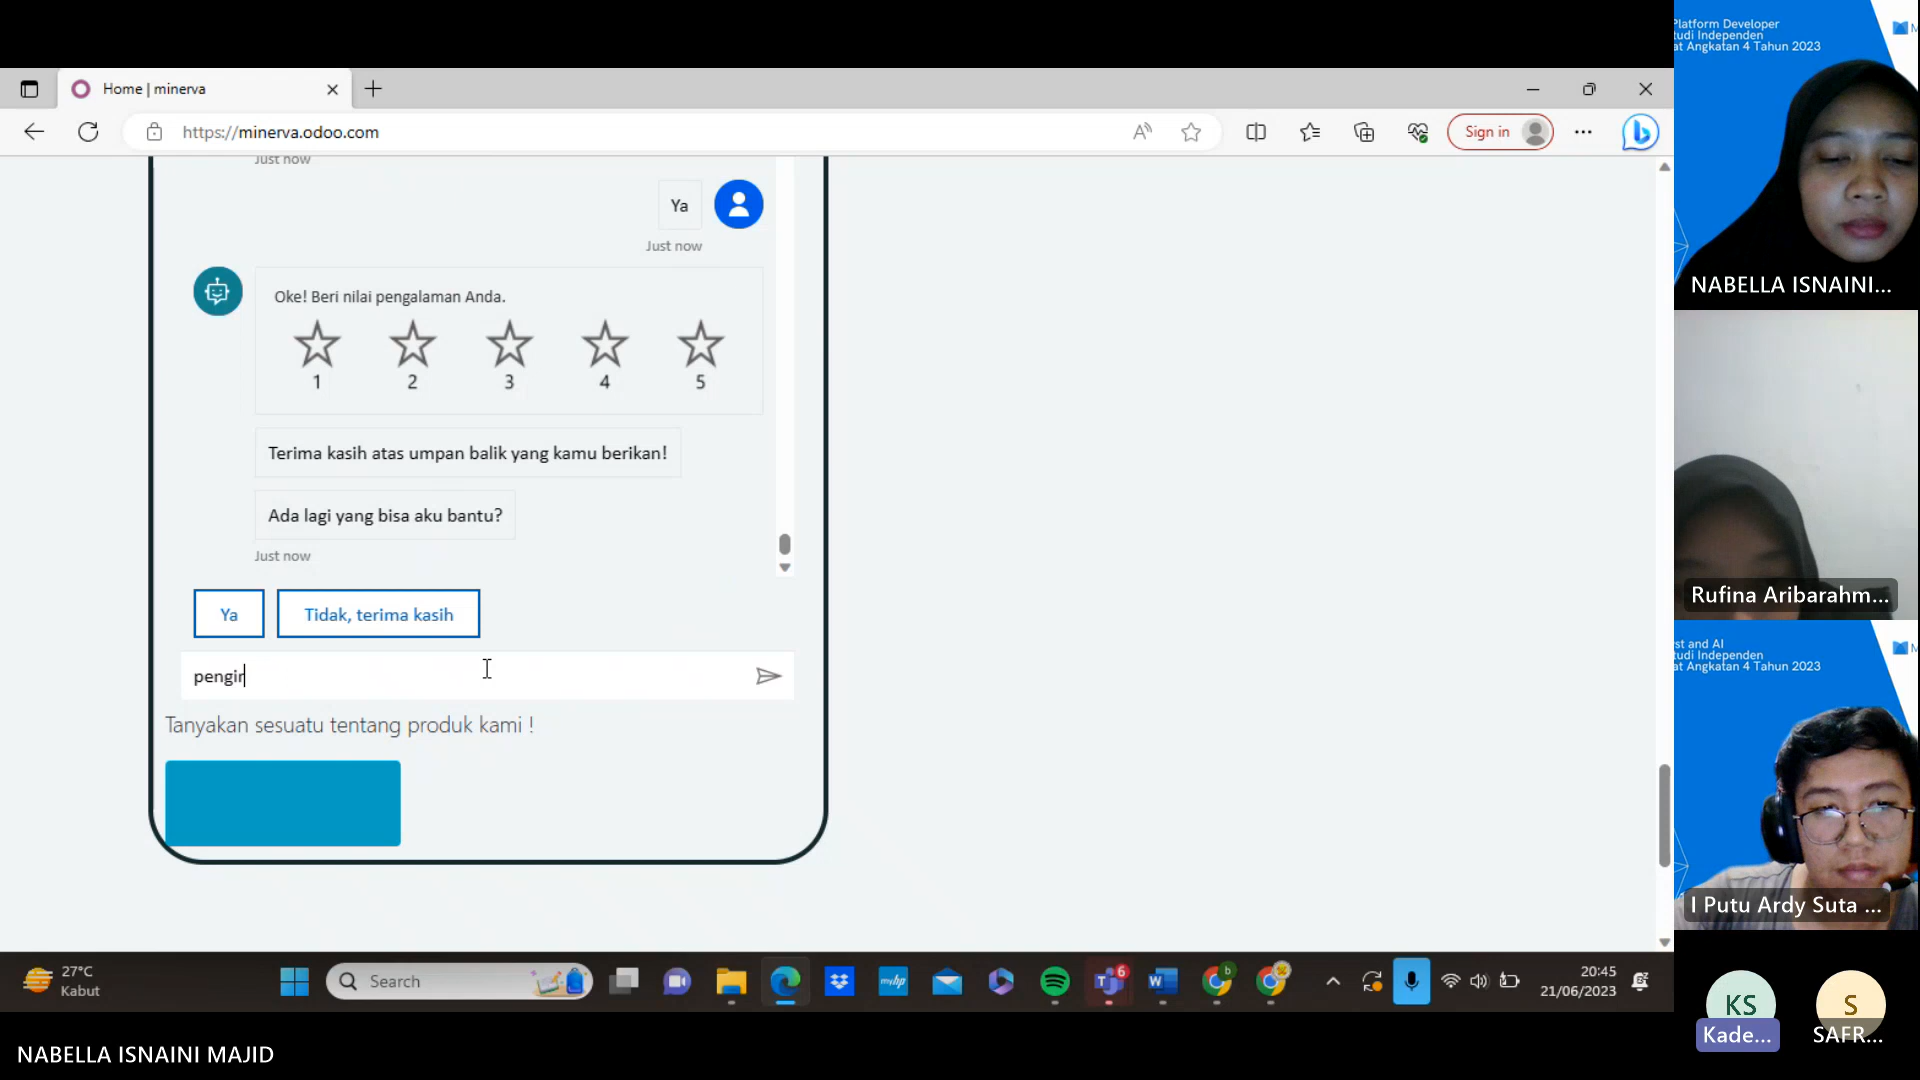 Home | minerva
https://minerva.odoo.com
Sign in
Just now
Ya
Just now
Oke! Beri nilai pengalaman Anda.
1 2 3 4 5
Terima kasih atas umpan balik yang kamu berikan!
Ada lagi yang bisa aku bantu?
Just now
Ya
Tidak, terima kasih
pengir
Tanyakan sesuatu tentang produk kami !
27°C
Kabut
Search
myhp
6
20:45
21/06/2023
NABELLA ISNAINI MAJID
Platform Developer
tudi Independen
at Angkatan 4 Tahun 2023
NABELLA ISNAINI...
Rufina Aribarahm...
st and AI
tudi Independen
at Angkatan 4 Tahun 2023
I Putu Ardy Suta ...
KS
Kade...
S
SAFR...